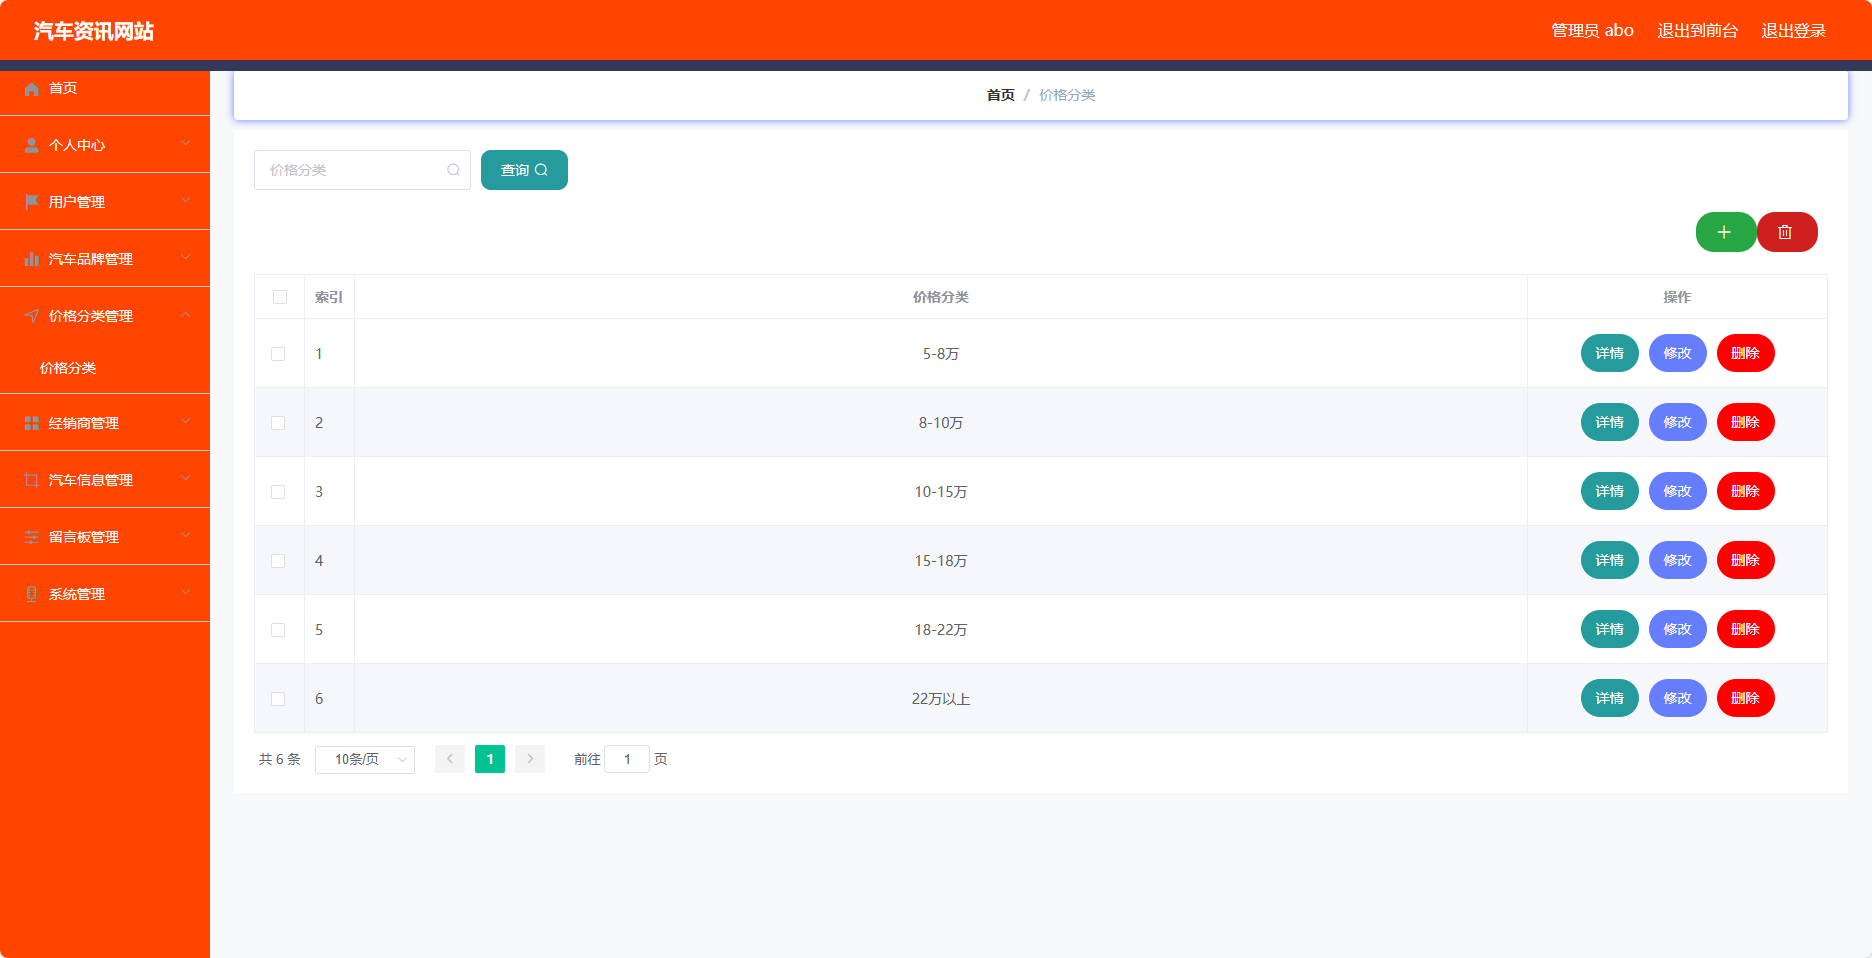 汽车资讯网站
管理员 abo 退出到前台 退出登录
首页
个人中心
用户管理
汽车品牌管理
价格分类管理
价格分类
经销商管理
汽车信息管理
留言板管理
系统管理
首页 / 价格分类
价格分类 查询
索引 价格分类 操作
1 5-8万 详情 修改 删除
2 8-10万 详情 修改 删除
3 10-15万 详情 修改 删除
4 15-18万 详情 修改 删除
5 18-22万 详情 修改 删除
6 22万以上 详情 修改 删除
共 6 条 10条/页 1 前往 1 页